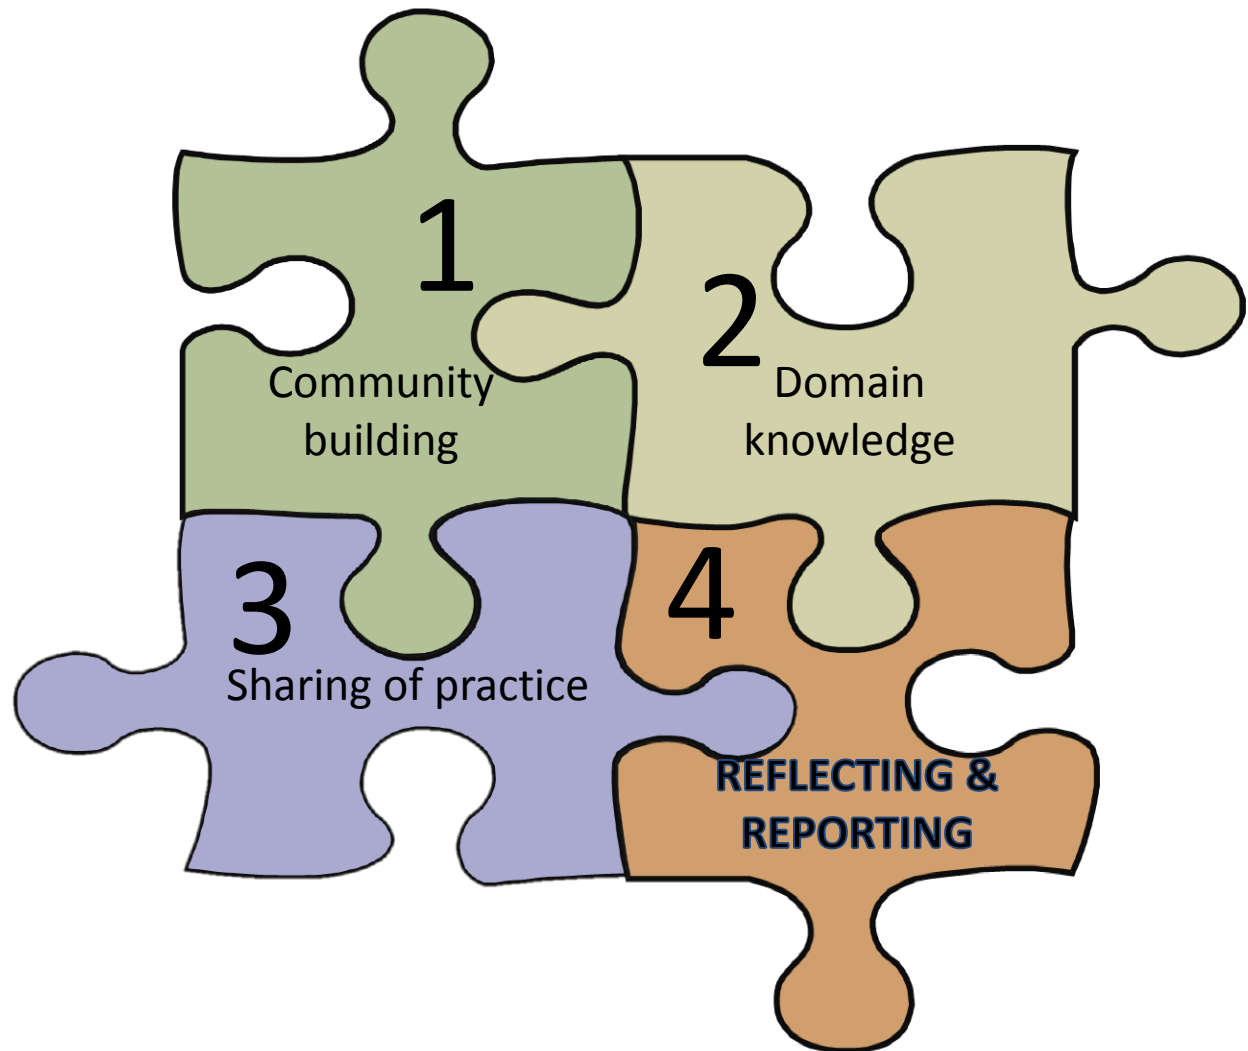 1
Community
building
2
Domain
knowledge
3
Sharing of practice
4
REFLECTING &
REPORTING